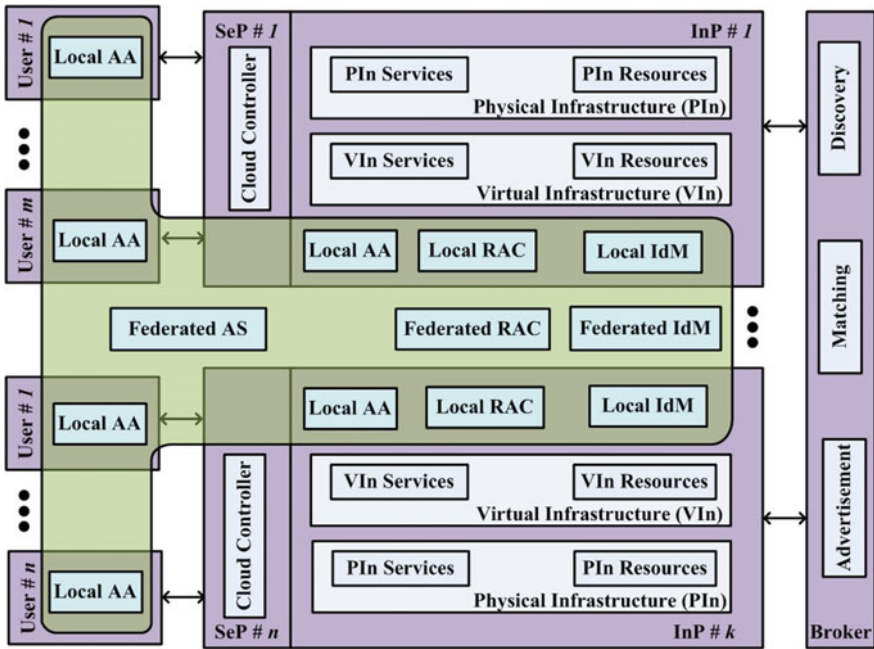 User # 1
Local AA
SeP # 1
Cloud Controller
InP # 1
PIn Services
PIn Resources
Physical Infrastructure (PIn)
VIn Services
VIn Resources
Virtual Infrastructure (VIn)
User # m
Local AA
Local AA
Local RAC
Local IdM
Federated AS
Federated RAC
Federated IdM
User # 1
Local AA
Local AA
Local RAC
Local IdM
Cloud Controller
VIn Services
VIn Resources
Virtual Infrastructure (VIn)
PIn Services
PIn Resources
Physical Infrastructure (PIn)
User # n
Local AA
SeP # n
InP # k
Discovery
Matching
Advertisement
Broker